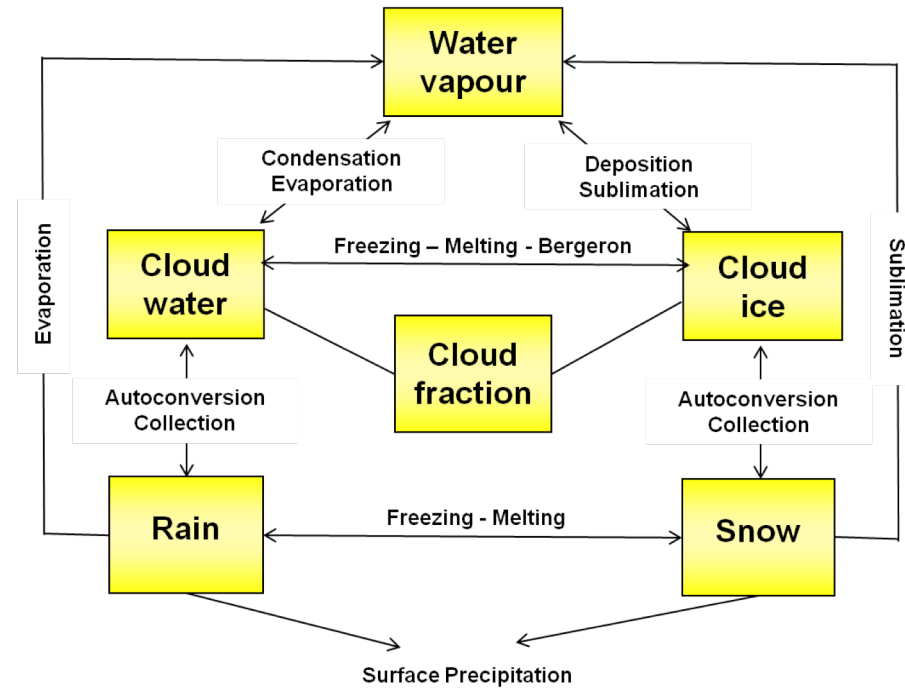 Water
vapour
Condensation
Evaporation
Deposition
Sublimation
Freezing – Melting - Bergeron
Cloud
water
Cloud
ice
Evaporation
Sublimation
Cloud
fraction
Autoconversion
Collection
Autoconversion
Collection
Rain
Freezing - Melting
Snow
Surface Precipitation